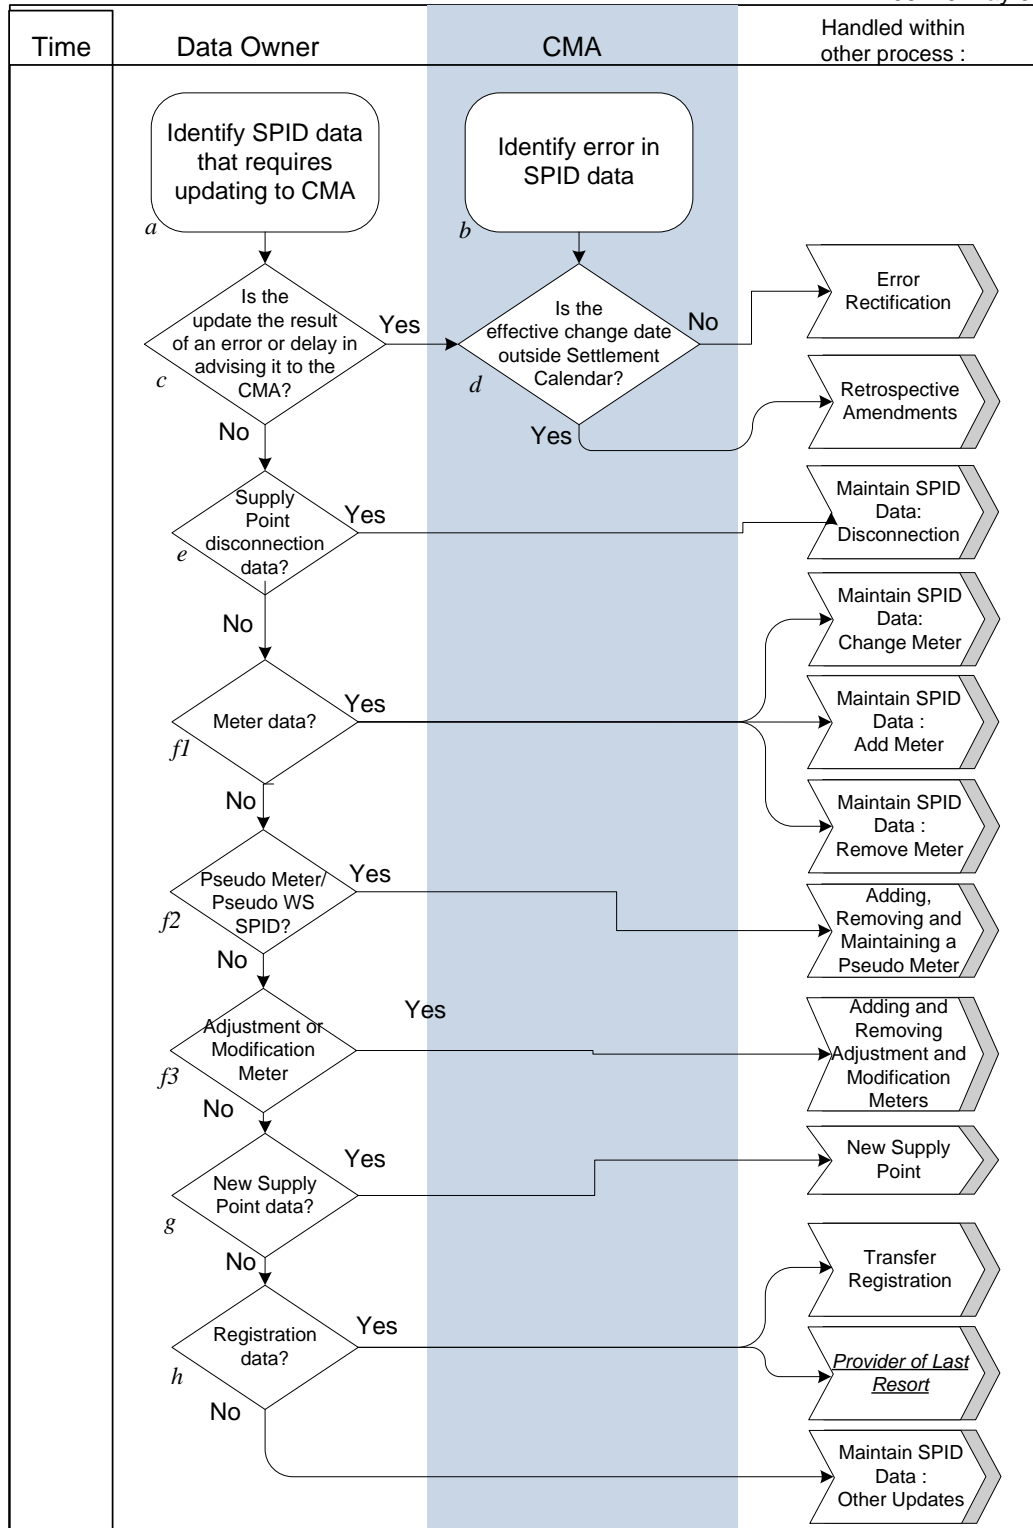 Time
Data Owner
CMA
Handled within
other process :
Identify SPID data
that requires
updating to CMA
a
Identify error in
SPID data
b
Is the
update the result
of an error or delay in
advising it to the
CMA?
c
Yes
No
Is the
effective change date
outside Settlement
Calendar?
d
No
Yes
Error
Rectification
Retrospective
Amendments
Supply
Point
disconnection
data?
e
Yes
No
Maintain SPID
Data:
Disconnection
Meter data?
f1
Yes
No
Maintain SPID
Data:
Change Meter
Maintain SPID
Data :
Add Meter
Maintain SPID
Data :
Remove Meter
Pseudo Meter/
Pseudo WS
SPID?
f2
Yes
No
Adding,
Removing and
Maintaining a
Pseudo Meter
Adjustment or
Modification
Meter
f3
Yes
No
Adding and
Removing
Adjustment and
Modification
Meters
New Supply
Point data?
g
Yes
No
New Supply
Point
Registration
data?
h
Yes
No
Transfer
Registration
Provider of Last
Resort
Maintain SPID
Data :
Other Updates